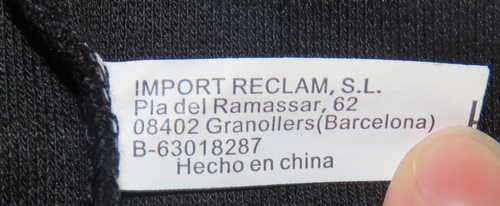 IMPORT RECLAM, S.L.
Pla del Ramassar, 62
08402 Granollers(Barcelona)
B-63018287
Hecho en china